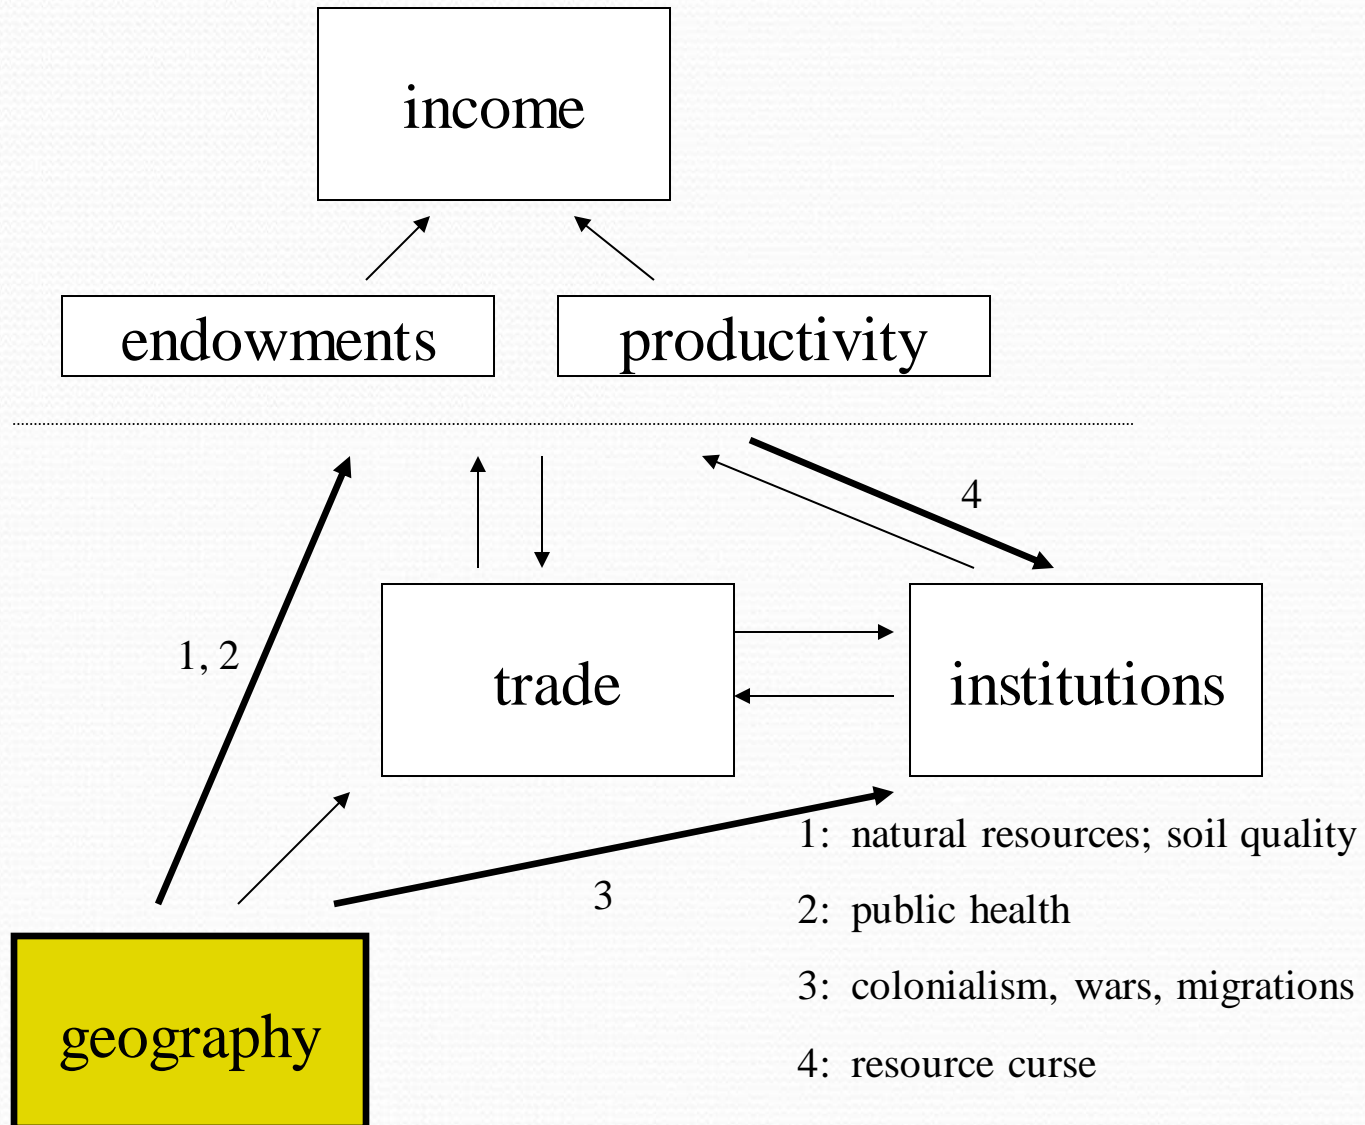 income
endowments
productivity
4
1, 2
trade
institutions
3
1: natural resources; soil quality
2: public health
3: colonialism, wars, migrations
4: resource curse
geography